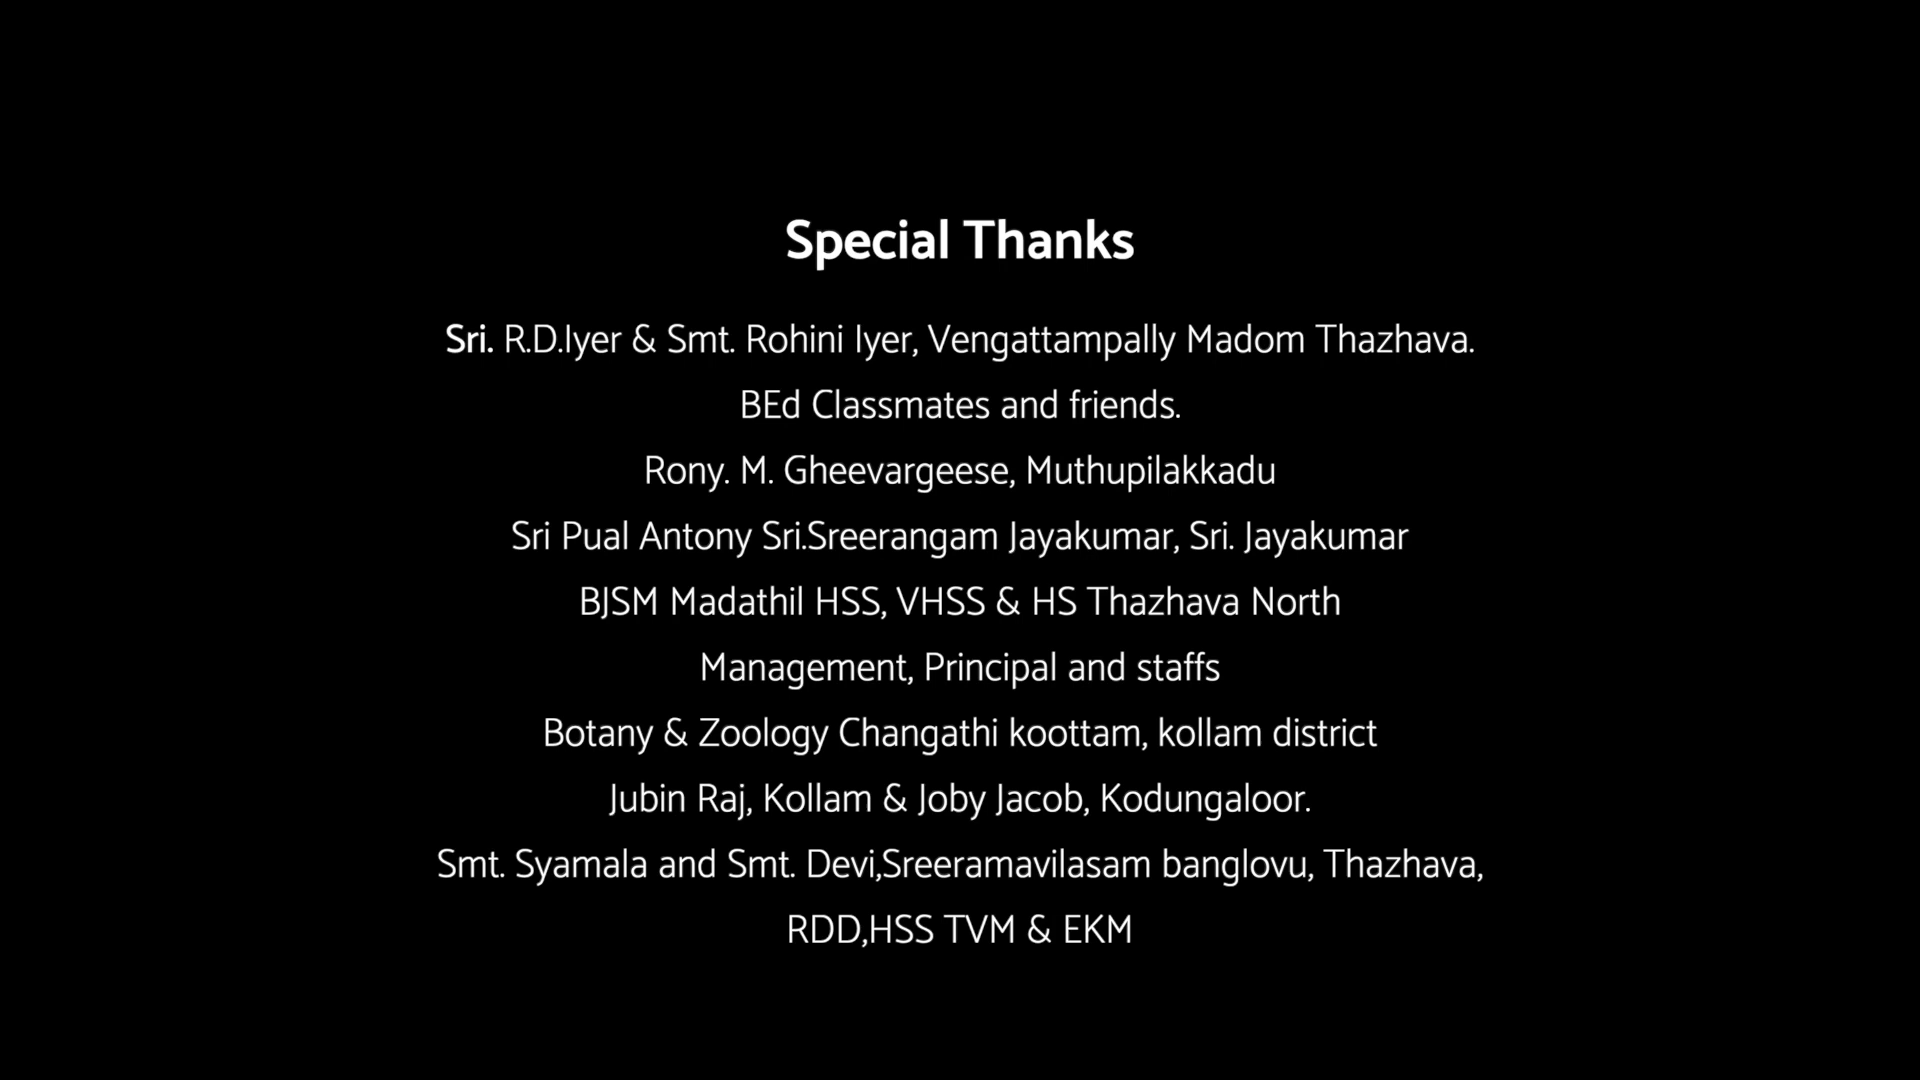 Special Thanks
Sri. R.D.Iyer & Smt. Rohini Iyer, Vengattampally Madom Thazhava.
BEd Classmates and friends.
Rony. M. Gheevargeese, Muthupilakkadu
Sri Pual Antony Sri.Sreerangam Jayakumar, Sri. Jayakumar
BJSM Madathil HSS, VHSS & HS Thazhava North
Management, Principal and staffs
Botany & Zoology Changathi koottam, kollam district
Jubin Raj, Kollam & Joby Jacob, Kodungaloor.
Smt. Syamala and Smt. Devi,Sreeramavilasam banglovu, Thazhava,
RDD,HSS TVM & EKM